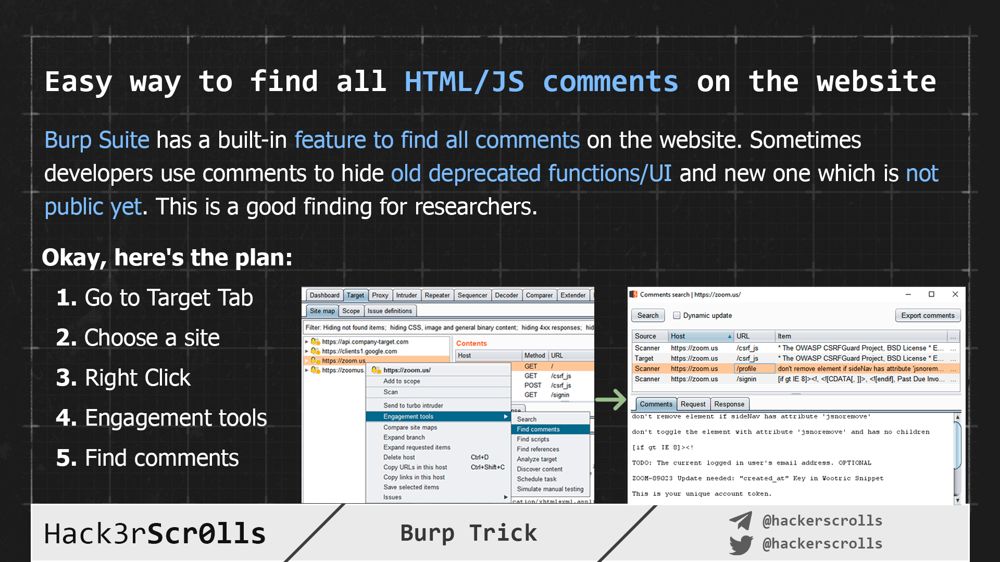 Easy way to find all HTML/JS comments on the website
Burp Suite has a built-in feature to find all comments on the website. Sometimes
developers use comments to hide old deprecated functions/UI and new one which is not
public yet. This is a good finding for researchers.
Okay, here's the plan:
1. Go to Target Tab
2. Choose a site
3. Right Click
4. Engagement tools
5. Find comments
Dashboard Target Proxy Intruder Repeater Sequencer Decoder Comparer Extender
Site map Scope Issue definitions
Filter: Hiding not found items; hiding CSS, image and general binary content; hiding 4xx responses; hid
https://api.company-target.com
https://clients1.google.com
https://zoom.us
https://zoomus.
Contents
Host Method URL
GET /
GET /csrf_js
POST /csrf_js
GET /signin
https://zoom.us/
Add to scope
Scan
Send to turbo intruder
Engagement tools
Compare site maps
Expand branch
Expand requested items
Delete host Ctrl+D
Copy URLs in this host Ctrl+Shift+C
Copy links in this host
Save selected items
Issues
Search
Find comments
Find scripts
Find references
Analyze target
Discover content
Schedule task
Simulate manual testing
cation/xhtml+xml,appli
Comments search | https://zoom.us/
Search Dynamic update Export comments
Source Host URL Item ...
Scanner https://zoom.us /csrf_js * The OWASP CSRFGuard Project, BSD License * E... ...
Target https://zoom.us /csrf_js * The OWASP CSRFGuard Project, BSD License * E... ...
Scanner https://zoom.us /profile don't remove element if sideNav has attribute 'jsnorem... ...
Scanner https://zoom.us /signin [if gt IE 8]><!, <![CDATA[, ]]>, <![endif], Past Due Invo... ...
Comments Request Response
don't remove element if sideNav has attribute 'jsnoremove'
don't toggle the element with attribute 'jsnoremove' and has no children
[if gt IE 8]><!
TODO: The current logged in user's email address. OPTIONAL
ZOOM-89023 Update needed: "created_at" Key in Wootric Snippet
This is your unique account token.
Hack3rScr0lls
Burp Trick
@hackerscrolls
@hackerscrolls